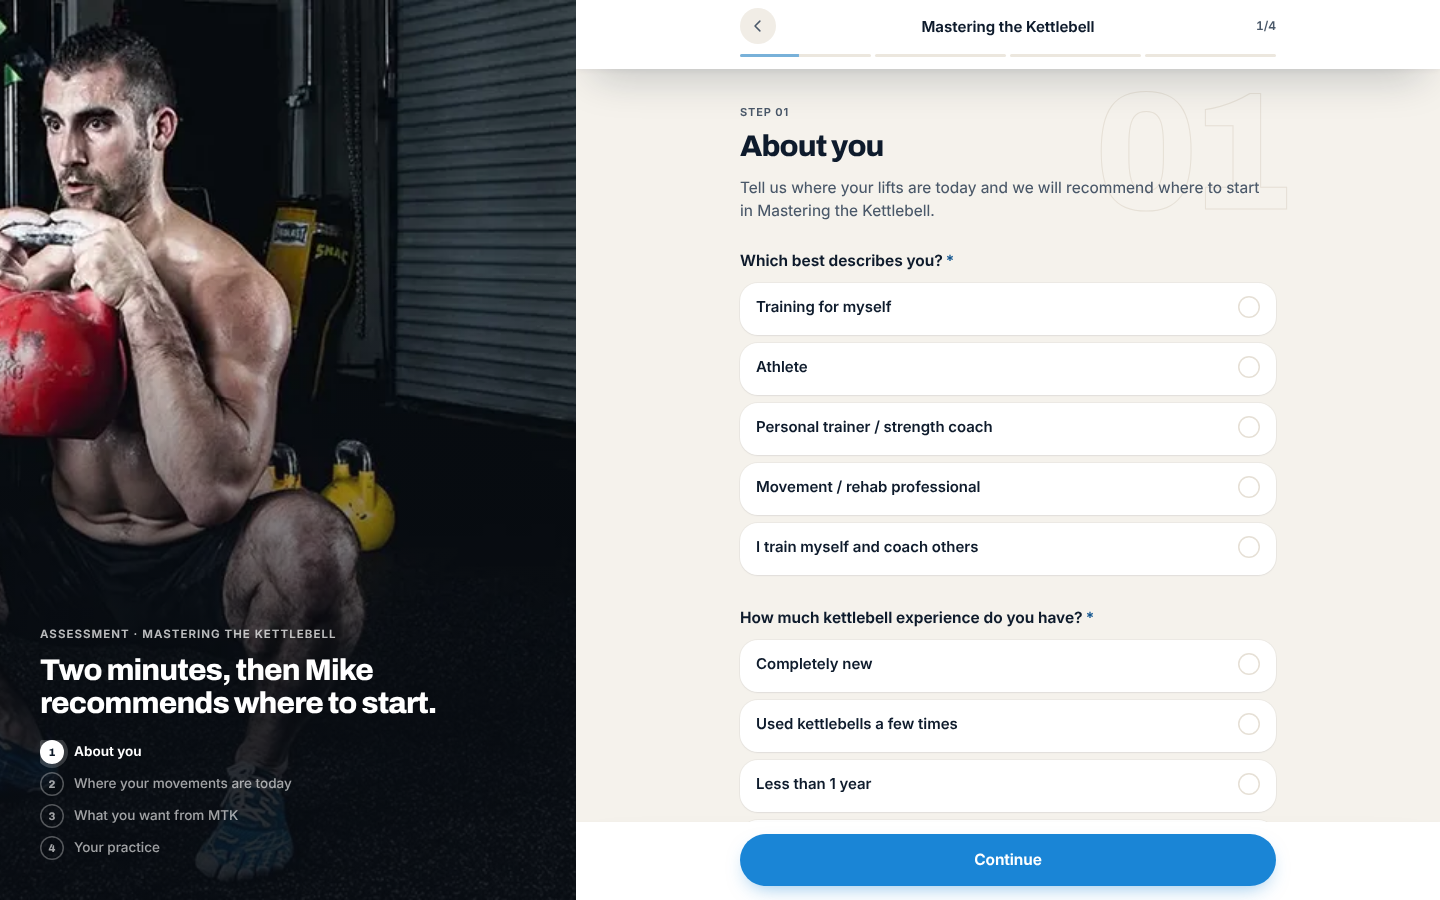 ASSESSMENT · MASTERING THE KETTLEBELL
Two minutes, then Mike
recommends where to start.
1 About you
2 Where your movements are today
3 What you want from MTK
4 Your practice
Mastering the Kettlebell
1/4
01
STEP 01
About you
Tell us where your lifts are today and we will recommend where to start
in Mastering the Kettlebell.
Which best describes you? *
Training for myself
Athlete
Personal trainer / strength coach
Movement / rehab professional
I train myself and coach others
How much kettlebell experience do you have? *
Completely new
Used kettlebells a few times
Less than 1 year
Continue